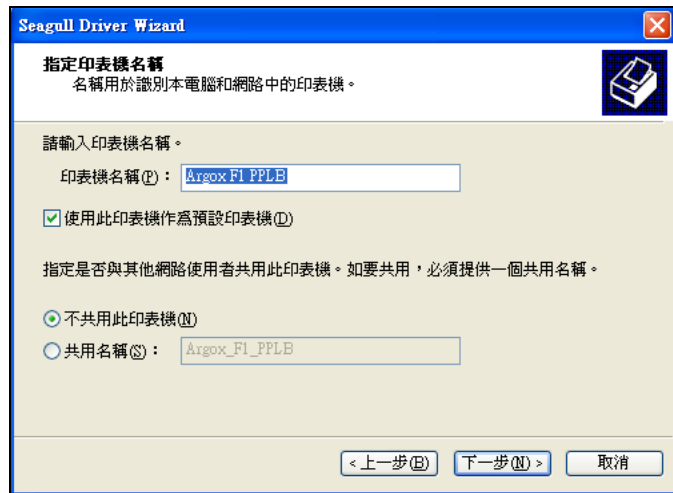 Seagull Driver Wizard
指定印表機名稱
名稱用於識別本電腦和網路中的印表機。
請輸入印表機名稱。
印表機名稱(P)： Argox F1 PPLB
使用此印表機作為預設印表機(D)
指定是否與其他網路使用者共用此印表機。如要共用，必須提供一個共用名稱。
不共用此印表機(N)
共用名稱(S)： Argox_F1_PPLB
<上一步(B) 下一步(N)> 取消